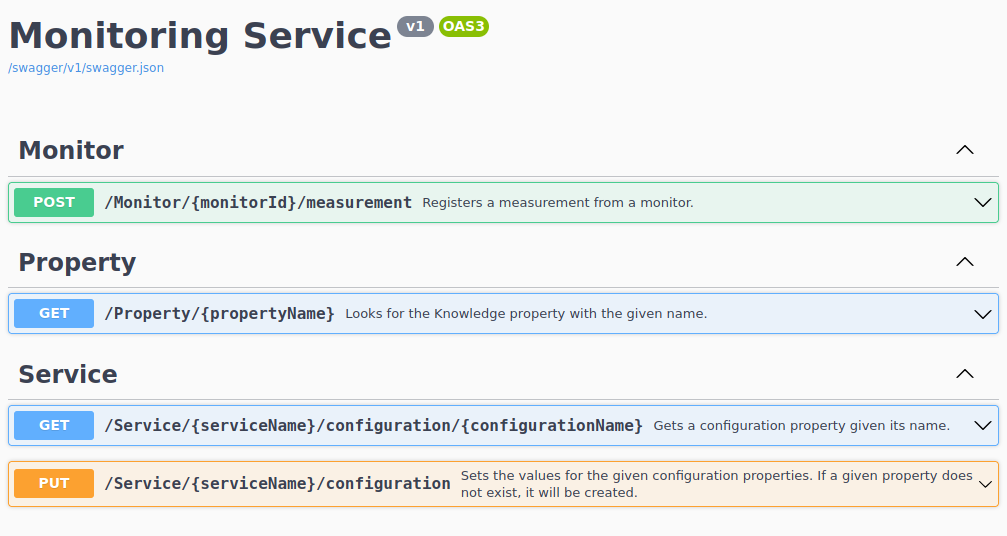 Monitoring Service v1 OAS3
/swagger/v1/swagger.json
Monitor
POST /Monitor/{monitorId}/measurement Registers a measurement from a monitor.
Property
GET /Property/{propertyName} Looks for the Knowledge property with the given name.
Service
GET /Service/{serviceName}/configuration/{configurationName} Gets a configuration property given its name.
PUT /Service/{serviceName}/configuration Sets the values for the given configuration properties. If a given property does
not exist, it will be created.